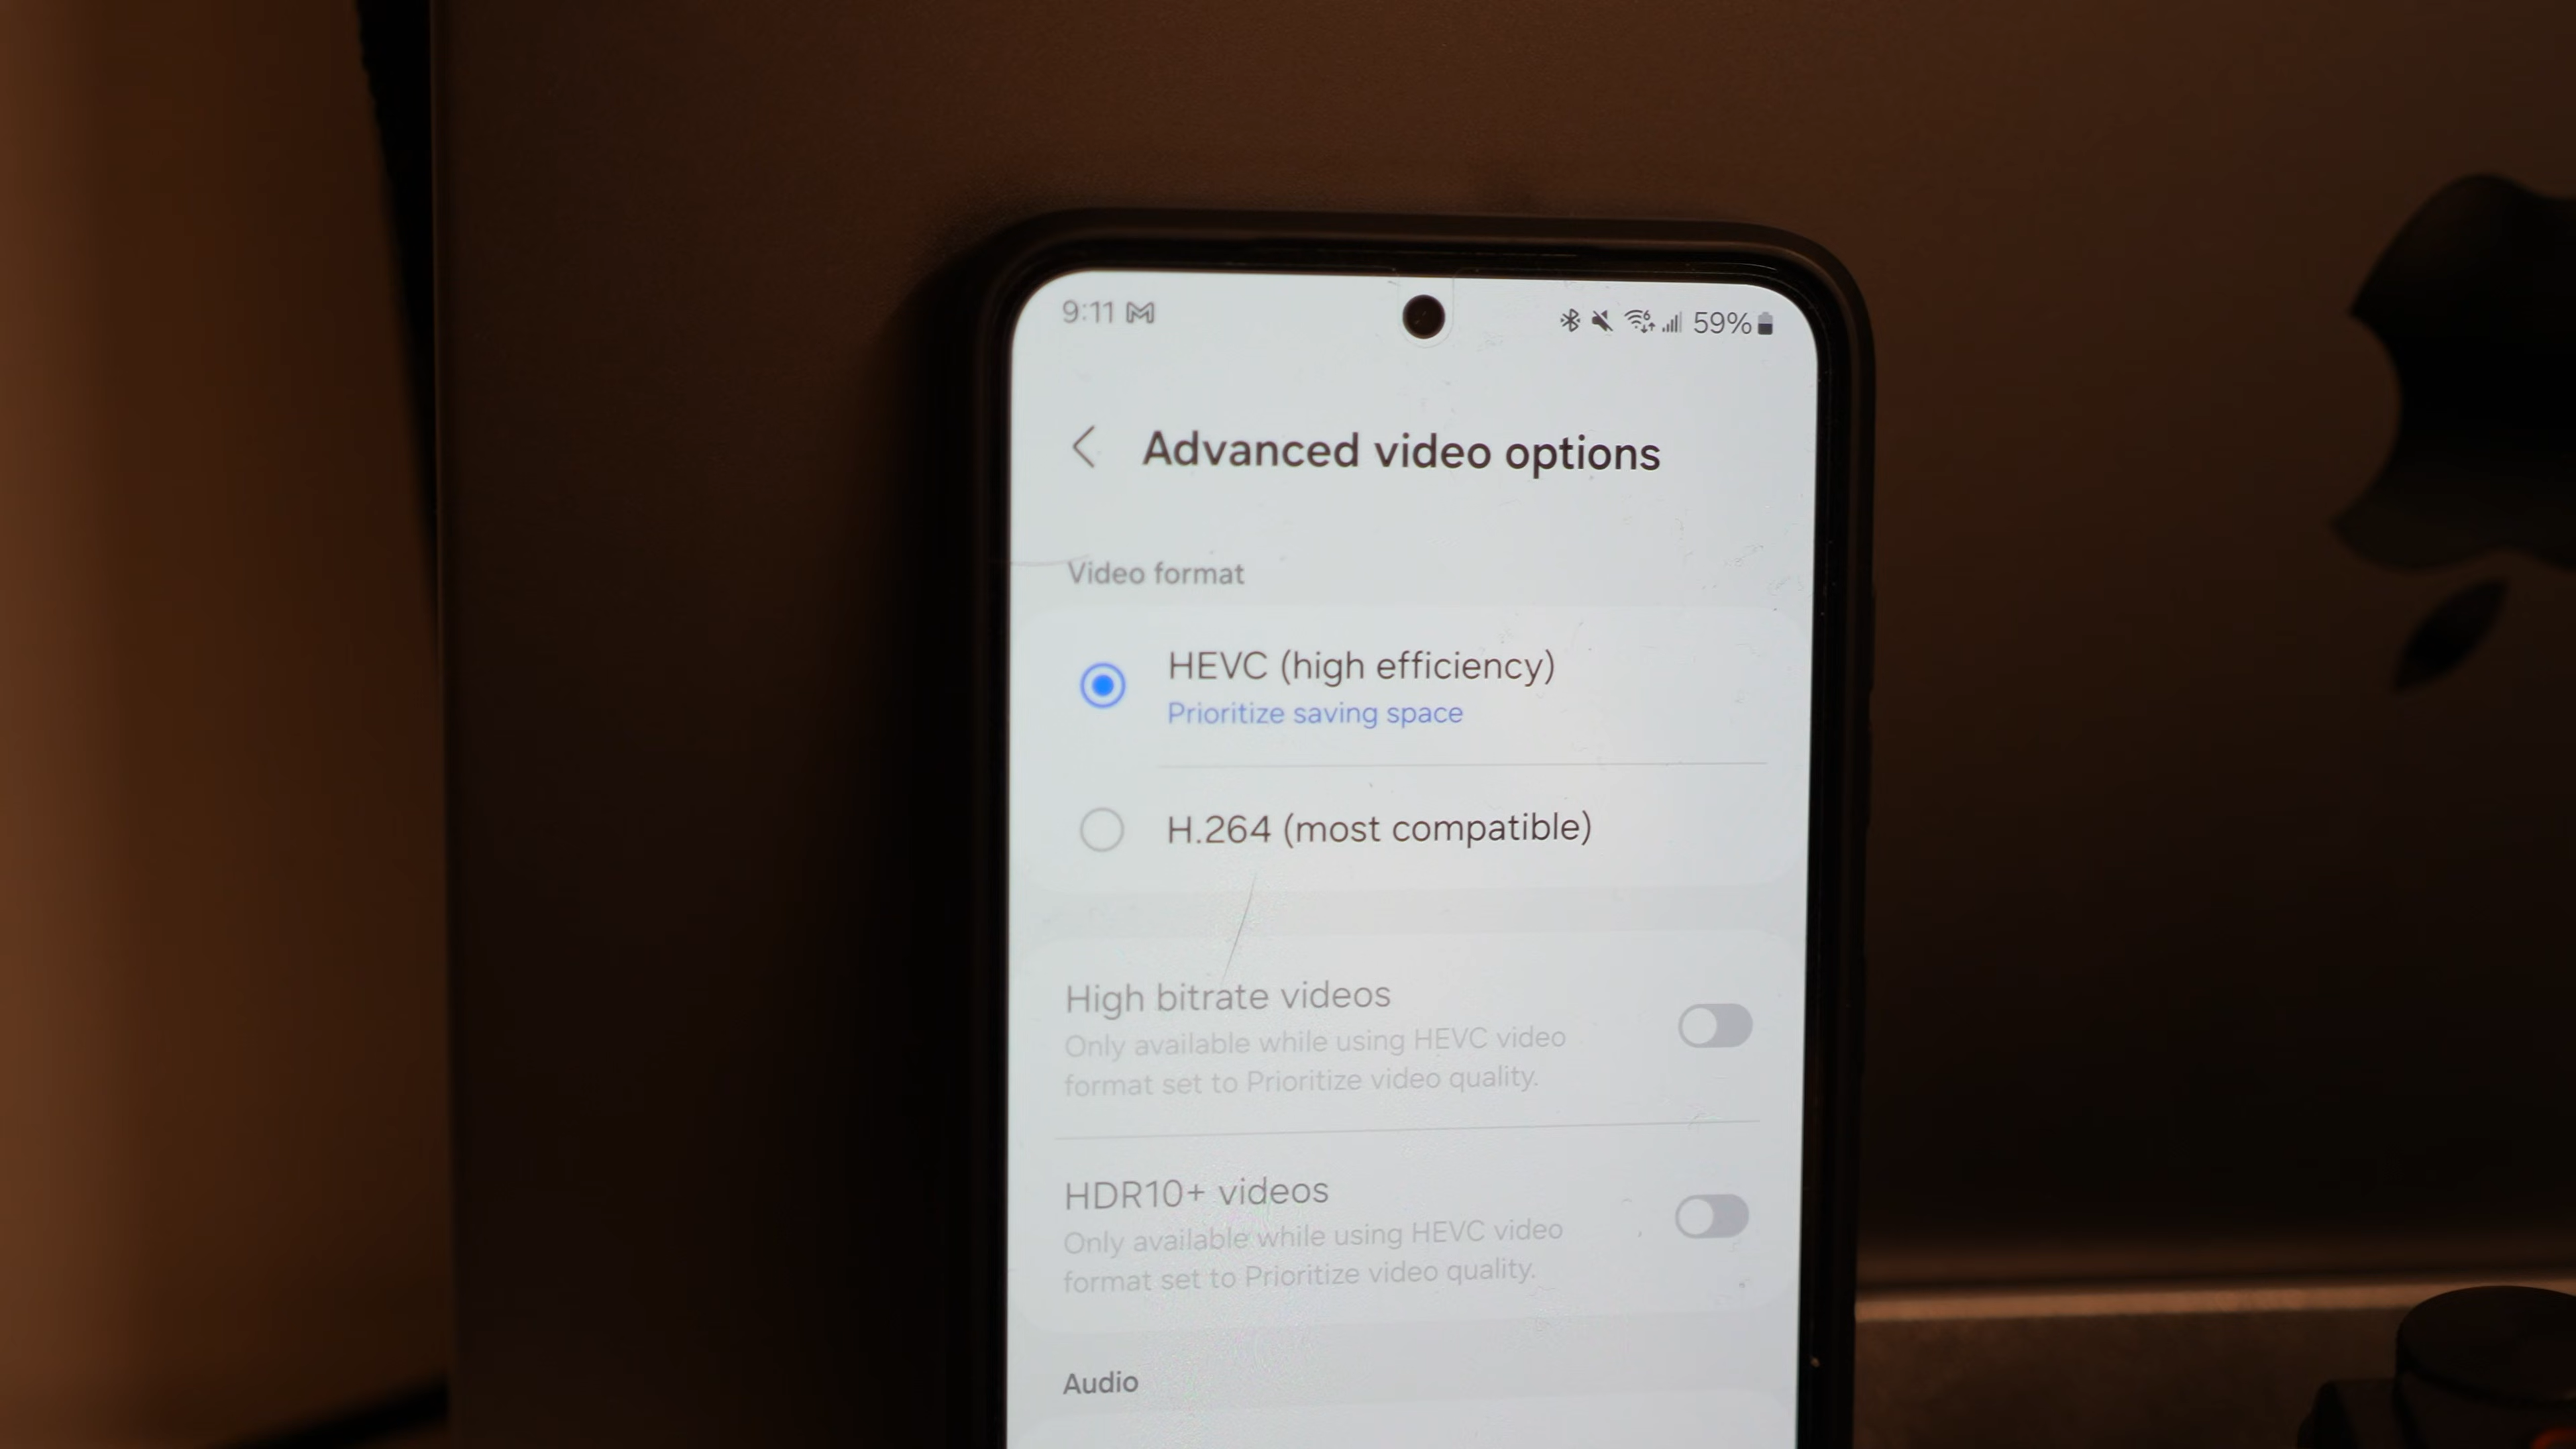 9:11
59%
Advanced video options
Video format
HEVC (high efficiency)
Prioritize saving space
H.264 (most compatible)
High bitrate videos
Only available while using HEVC video
format set to Prioritize video quality.
HDR10+ videos
Only available while using HEVC video
format set to Prioritize video quality.
Audio